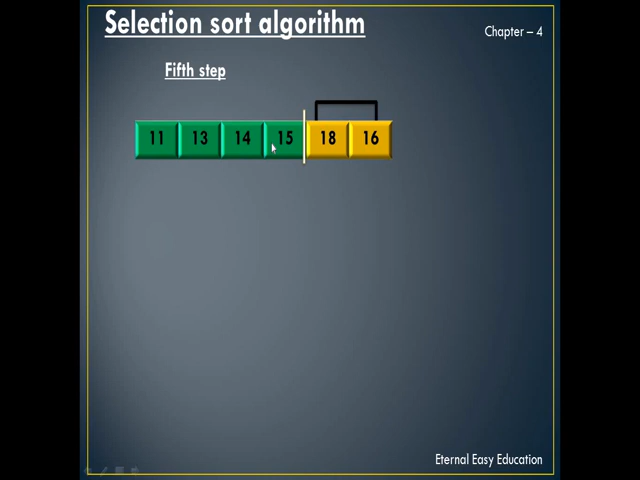 Selection sort algorithm
Chapter – 4
Fifth step
11 13 14 15 18 16
Eternal Easy Education